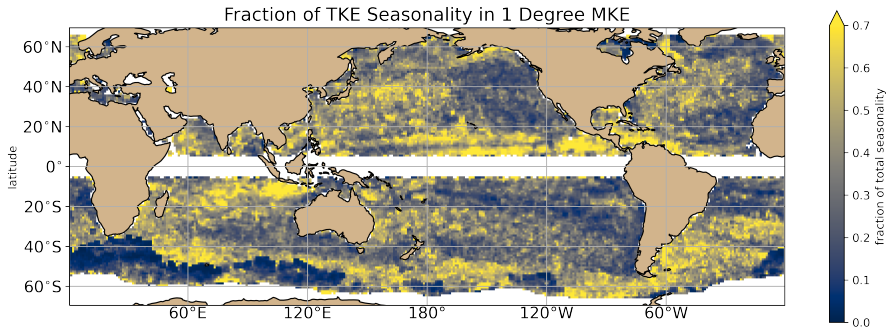 Fraction of TKE Seasonality in 1 Degree MKE
60°N
40°N
20°N
0°
20°S
40°S
60°S
latitude
60°E
120°E
180°
120°W
60°W
0.7
0.6
0.5
0.4
0.3
0.2
0.1
0.0
fraction of total seasonality